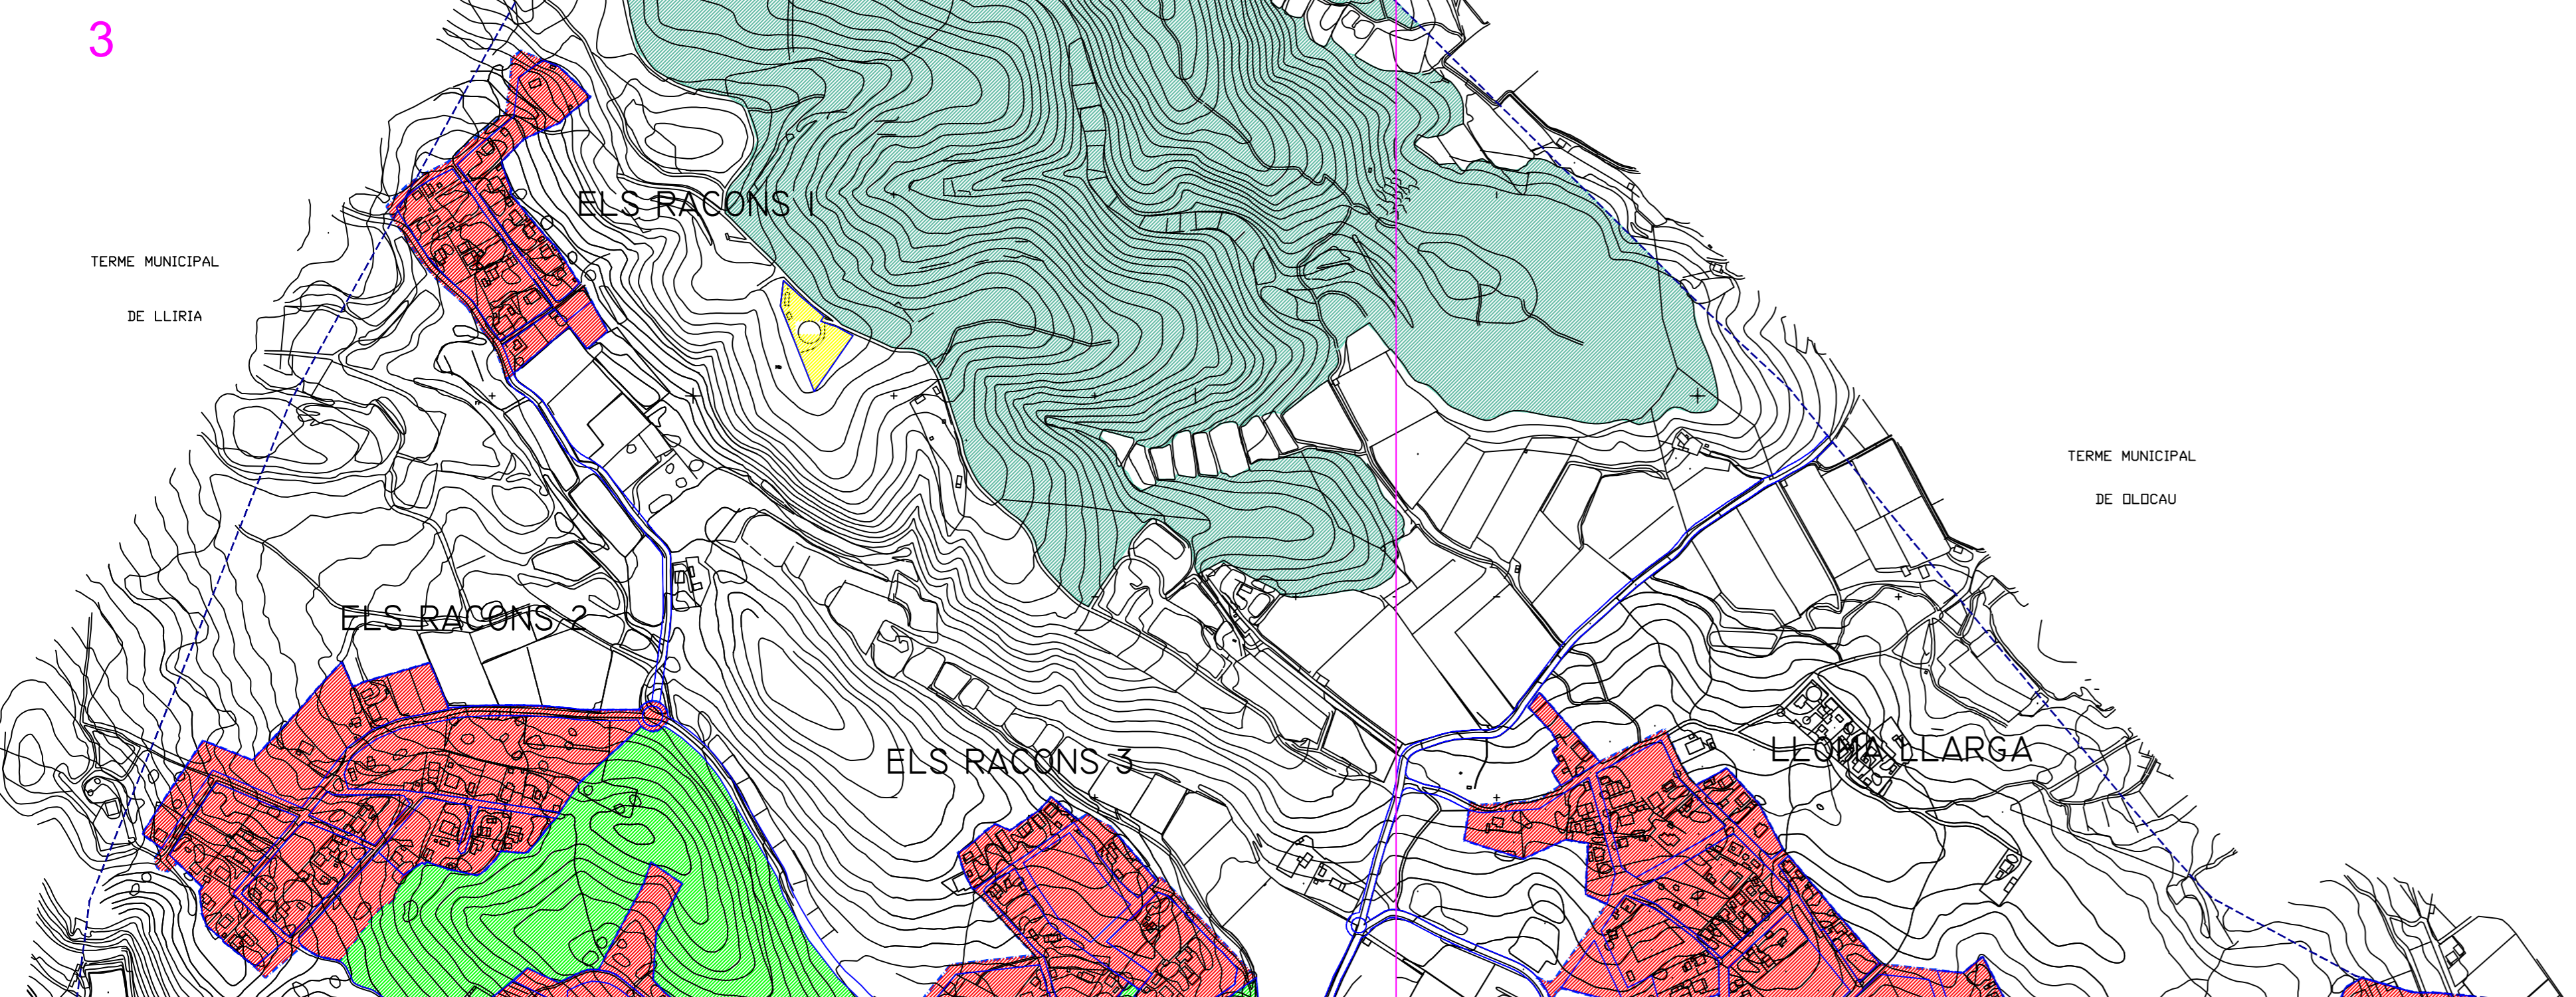 3
ELS RACONS 1
TERME MUNICIPAL
DE LLIRIA
TERME MUNICIPAL
DE OLOCAU
ELS RACONS 2
ELS RACONS 3
LLOMA LLARGA